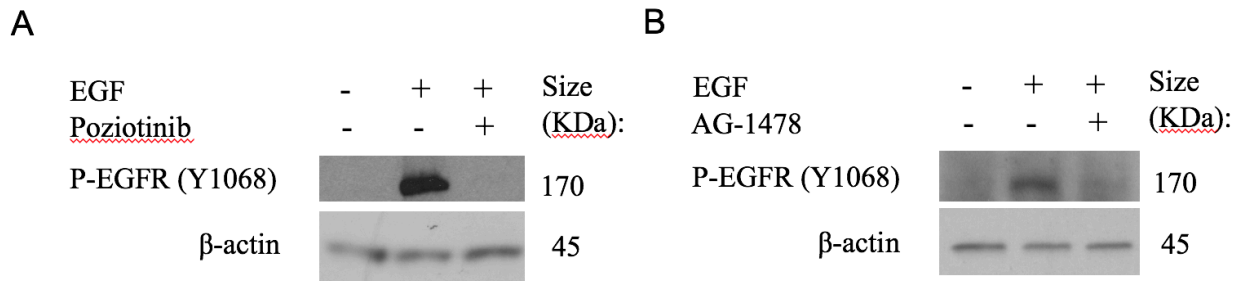 A
EGF - + + Size
Poziotinib - - + (KDa):
P-EGFR (Y1068) 170
β-actin 45
B
EGF - + + Size
AG-1478 - - + (KDa):
P-EGFR (Y1068) 170
β-actin 45